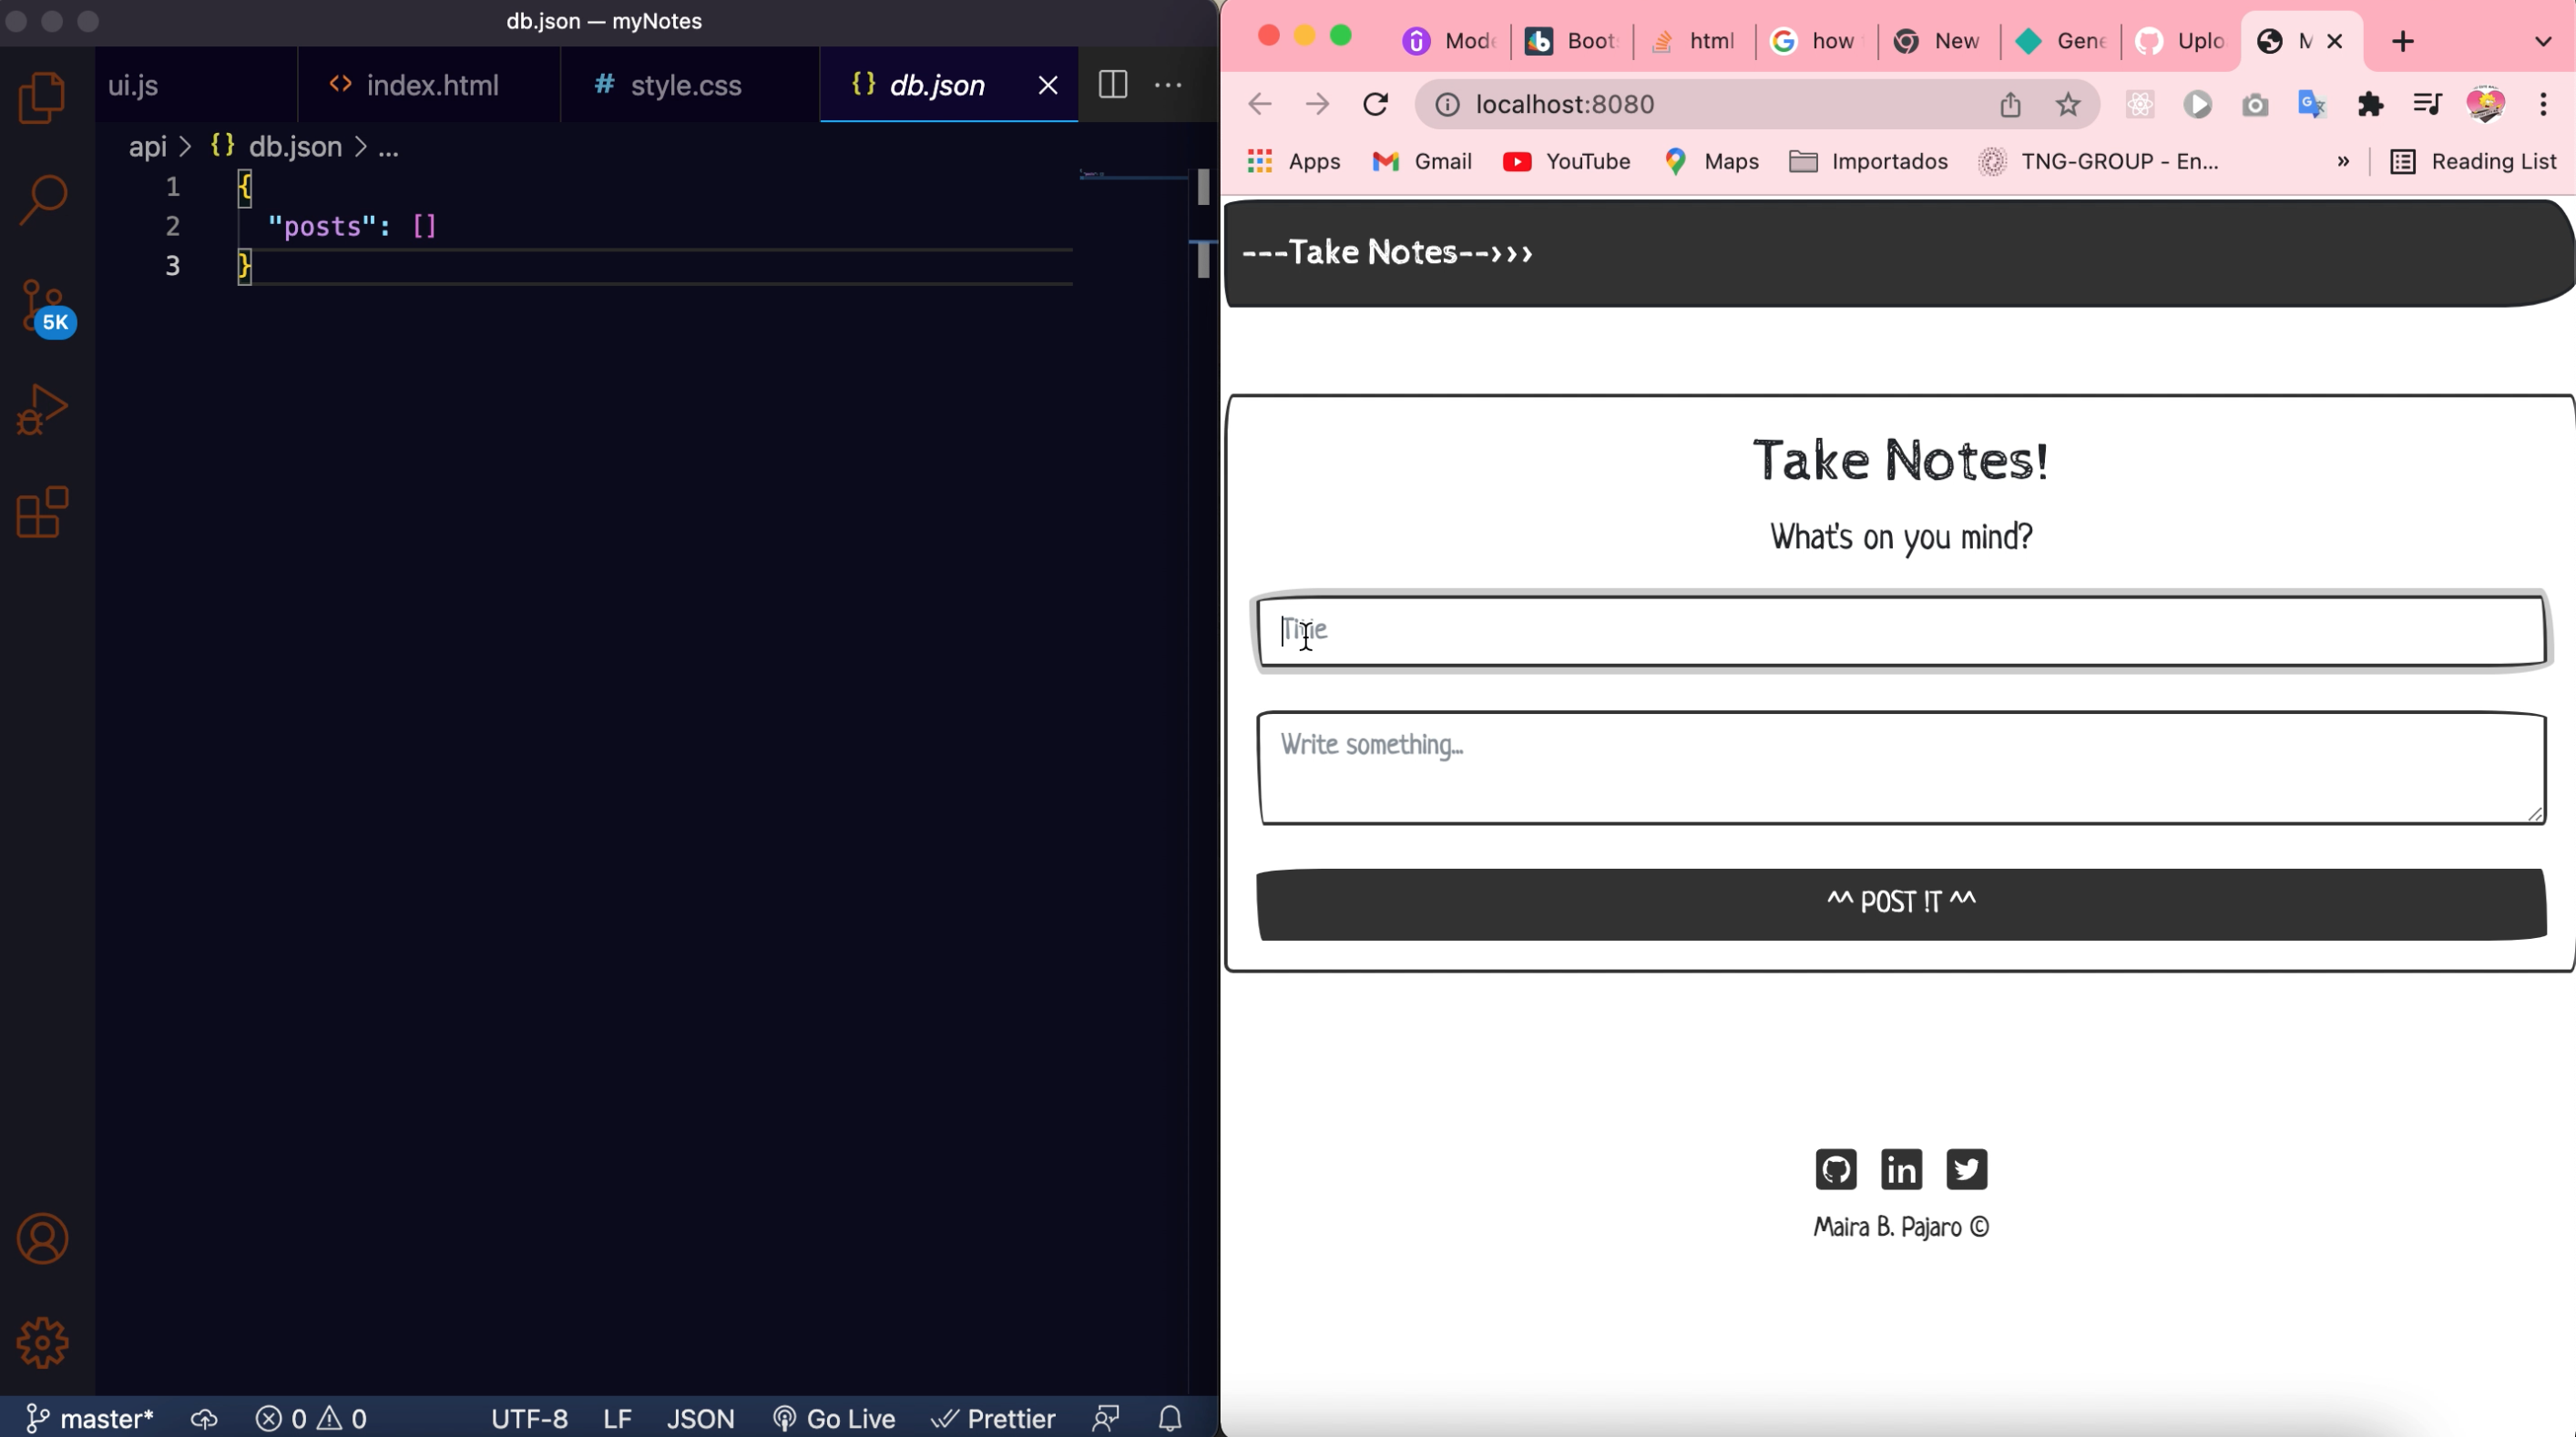 db.json — myNotes
ui.js
<> index.html
# style.css
{} db.json
api > {} db.json > ...
1 {
2 "posts": []
3 }
5K
master*
0 0
UTF-8
LF
JSON
Go Live
Prettier
Mode
Boot
html
how
New
Gene
Uplo
M
localhost:8080
Apps
Gmail
YouTube
Maps
Importados
TNG-GROUP - En...
»
Reading List
---Take Notes-->>>
Take Notes!
What's on you mind?
Title
Write something...
^^ POST !T ^^
Maira B. Pajaro ©